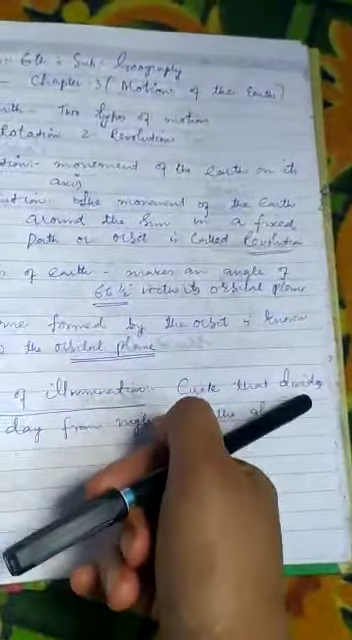 6th : Sub: Geography
Chapter-3 (Motions of the Earth)
Earth- Two types of motion
Rotation 2 Revolution
tion:- movement of the earth on its
axis
ution: The movement of the earth
around the sun in a fixed
path or orbit is called Revolution
of earth - makes an angle of
66½ with its orbital plane
formed by the orbit is known
the orbital plane
of illumination:- Circle that divides
day from